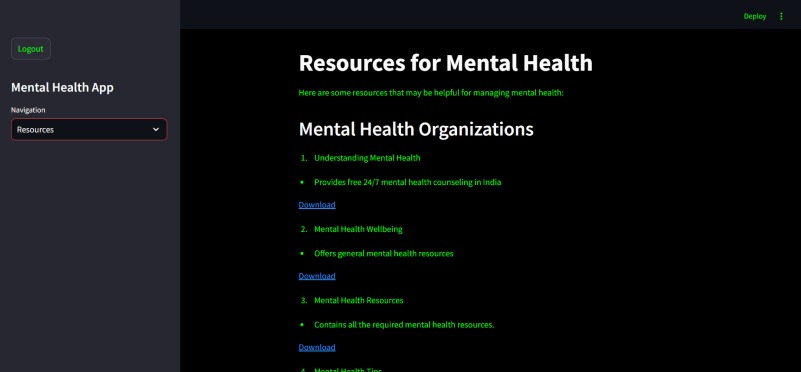 Deploy
Logout
Mental Health App
Navigation
Resources
Resources for Mental Health
Here are some resources that may be helpful for managing mental health:
Mental Health Organizations
1. Understanding Mental Health
• Provides free 24/7 mental health counseling in India
Download
2. Mental Health Wellbeing
• Offers general mental health resources
Download
3. Mental Health Resources
• Contains all the required mental health resources.
Download
4. Mental Health Tips